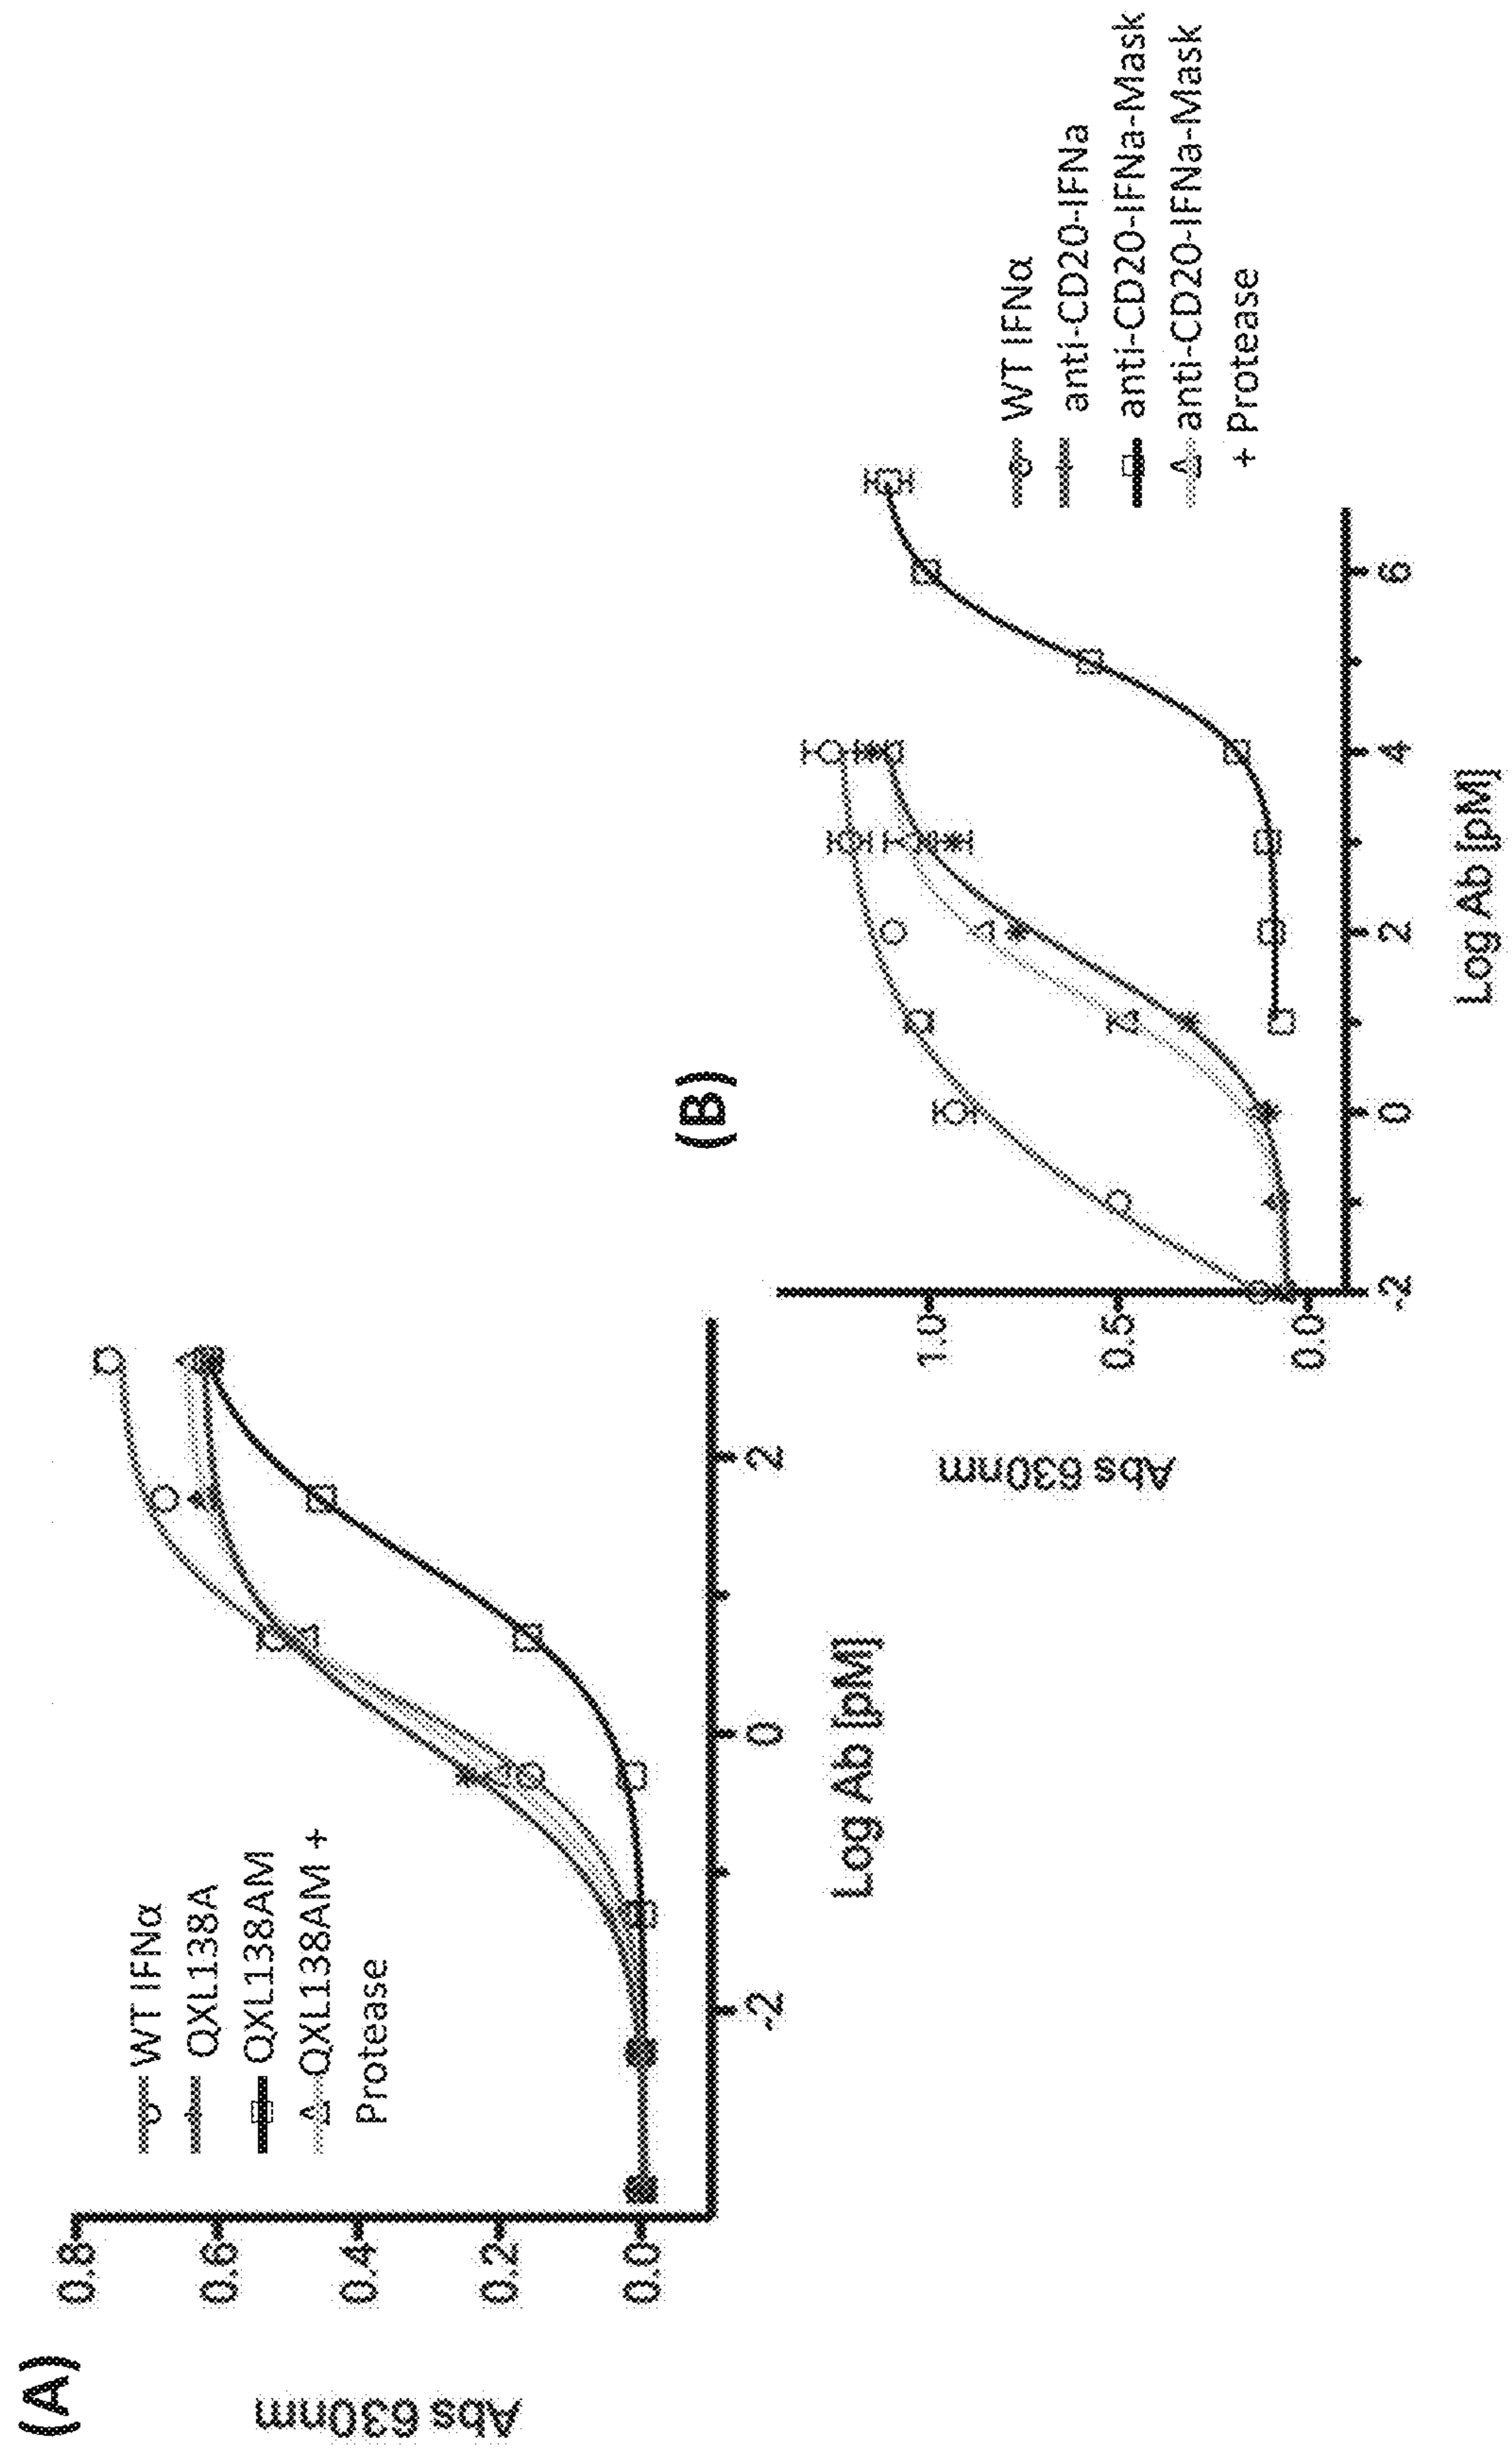 (A)
Abs 630nm
0.8
0.6
0.4
0.2
0.0
WT IFNα
QXL138A
QXL138AM
QXL138AM +
Protease
-2
0
2
Log Ab [pM]
(B)
Abs 630nm
1.0
0.5
0.0
-2
0
2
4
6
Log Ab [pM]
WT IFNα
anti-CD20-IFNa
anti-CD20-IFNa-Mask
anti-CD20-IFNa-Mask
+ Protease